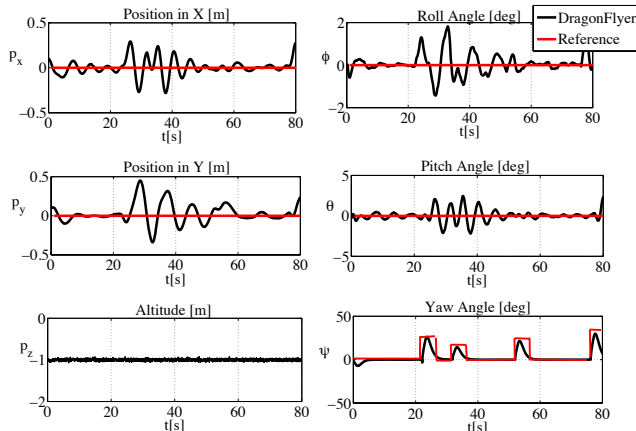 Position in X [m]
0.5
0
−0.5
p_x
0 20 40 60 80
t[s]
Roll Angle [deg]
2
0
−2
ϕ
0 20 40 60 80
t[s]
DragonFlyer
Reference
Position in Y [m]
0.5
0
−0.5
p_y
0 20 40 60 80
t[s]
Pitch Angle [deg]
5
0
−5
θ
0 20 40 60 80
t[s]
Altitude [m]
0
−1
−2
p_z
0 20 40 60 80
t[s]
Yaw Angle [deg]
50
0
−50
Ψ
0 20 40 60 80
t[s]